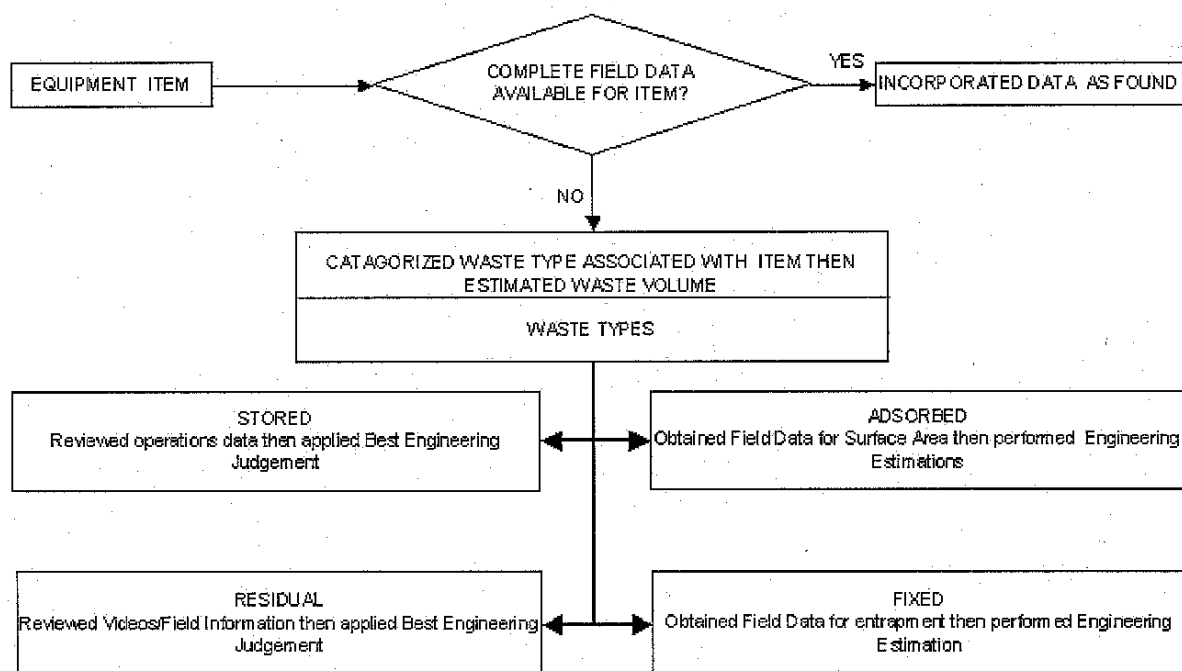 EQUIPMENT ITEM
COMPLETE FIELD DATA
AVAILABLE FOR ITEM?
YES
INCORPORATED DATA AS FOUND
NO
CATAGORIZED WASTE TYPE ASSOCIATED WITH ITEM THEN
ESTIMATED WASTE VOLUME
WASTE TYPES
STORED
Reviewed operations data then applied Best Engineering
Judgement
ADSORBED
Obtained Field Data for Surface Area then performed Engineering
Estimations
RESIDUAL
Reviewed Videos/Field Information then applied Best Engineering
Judgement
FIXED
Obtained Field Data for entrapment then performed Engineering
Estimation